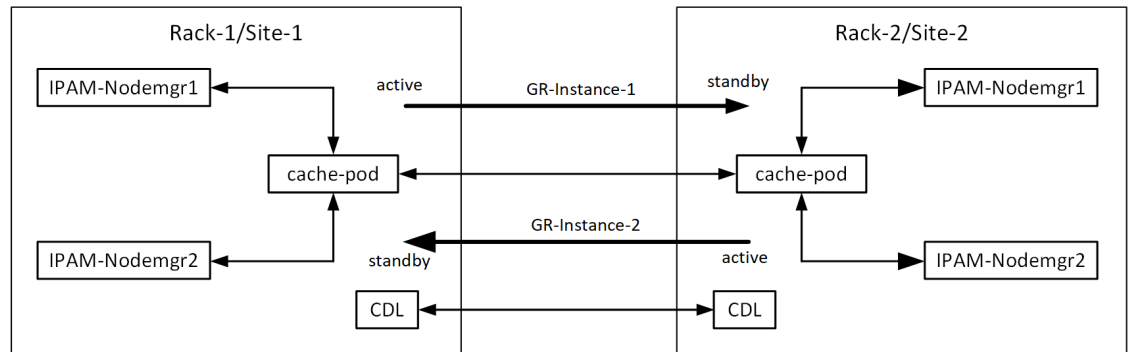 Rack-1/Site-1
Rack-2/Site-2
IPAM-Nodemgr1
active
GR-Instance-1
standby
IPAM-Nodemgr1
cache-pod
cache-pod
GR-Instance-2
IPAM-Nodemgr2
standby
active
IPAM-Nodemgr2
CDL
CDL